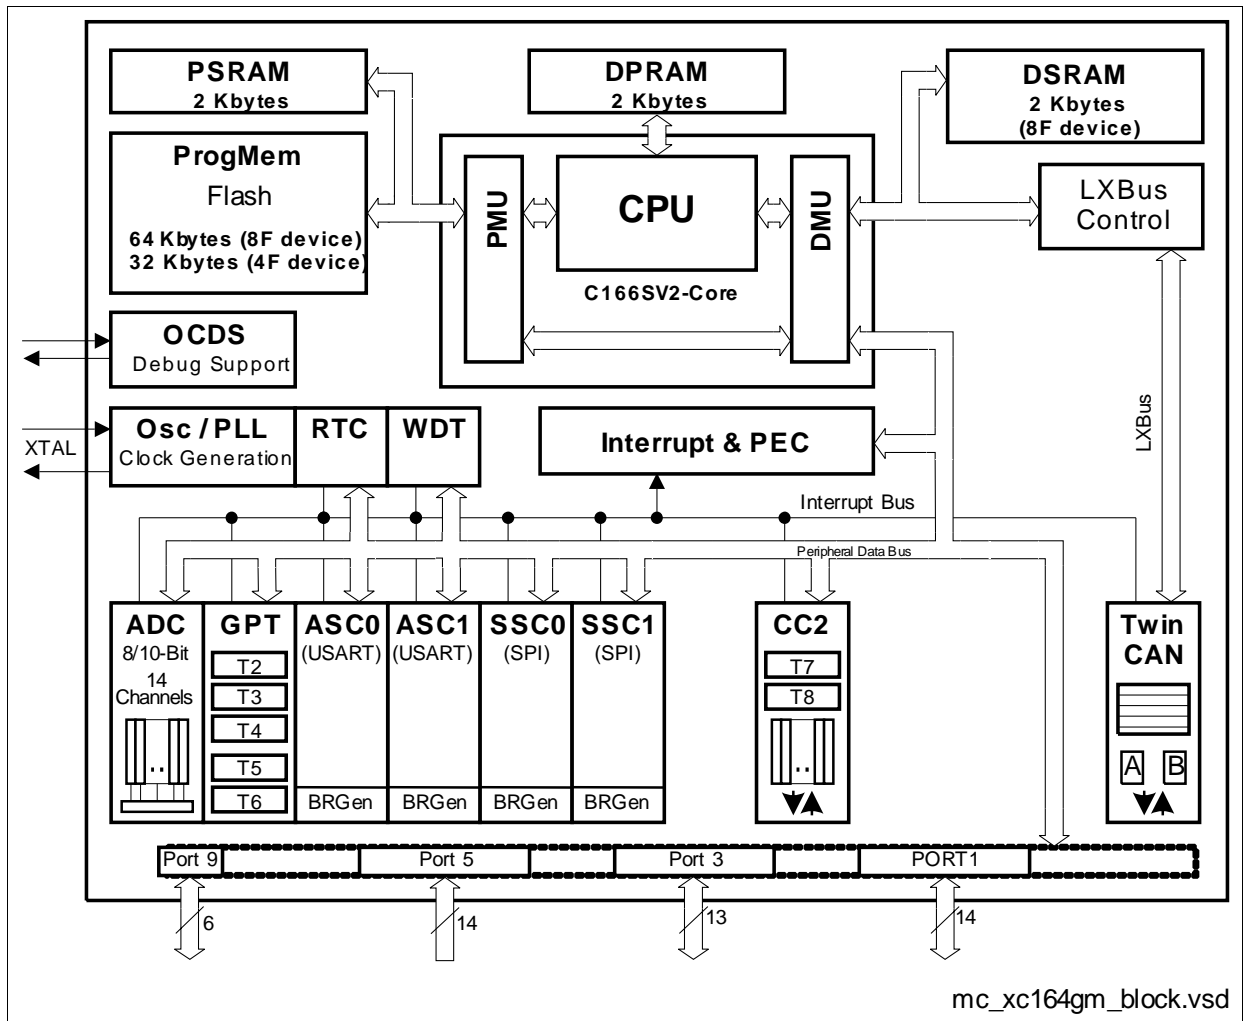 PSRAM
2 Kbytes
DPRAM
2 Kbytes
DSRAM
2 Kbytes
(8F device)
ProgMem
Flash
64 Kbytes (8F device)
32 Kbytes (4F device)
PMU
CPU
DMU
C166SV2-Core
LXBus
Control
OCDS
Debug Support
XTAL
Osc / PLL
Clock Generation
RTC
WDT
Interrupt & PEC
LXBus
Interrupt Bus
Peripheral Data Bus
ADC
8/10-Bit
14
Channels
GPT
T2
T3
T4
T5
T6
ASC0
(USART)
BRGen
ASC1
(USART)
BRGen
SSC0
(SPI)
BRGen
SSC1
(SPI)
BRGen
CC2
T7
T8
Twin
CAN
A
B
Port 9
Port 5
Port 3
PORT1
6
14
13
14
mc_xc164gm_block.vsd